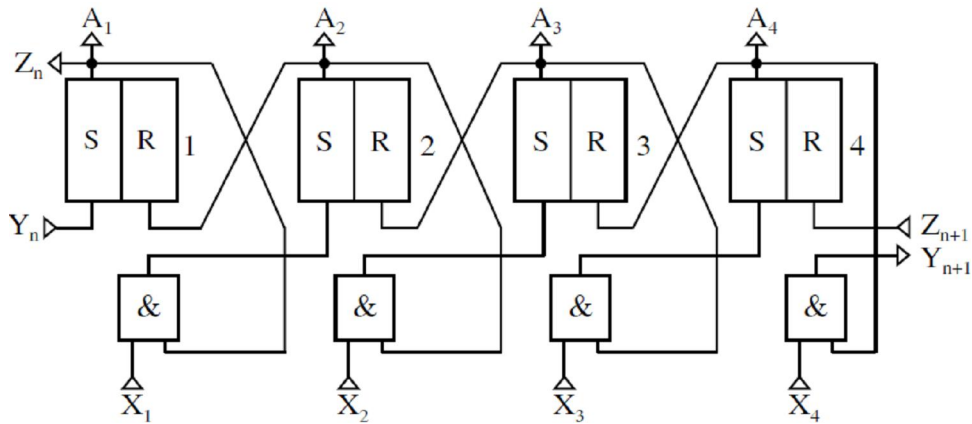 A₁ A₂ A₃ A₄
Zₙ
S R 1 S R 2 S R 3 S R 4
Yₙ Zₙ₊₁
Yₙ₊₁
& & & &
X₁ X₂ X₃ X₄